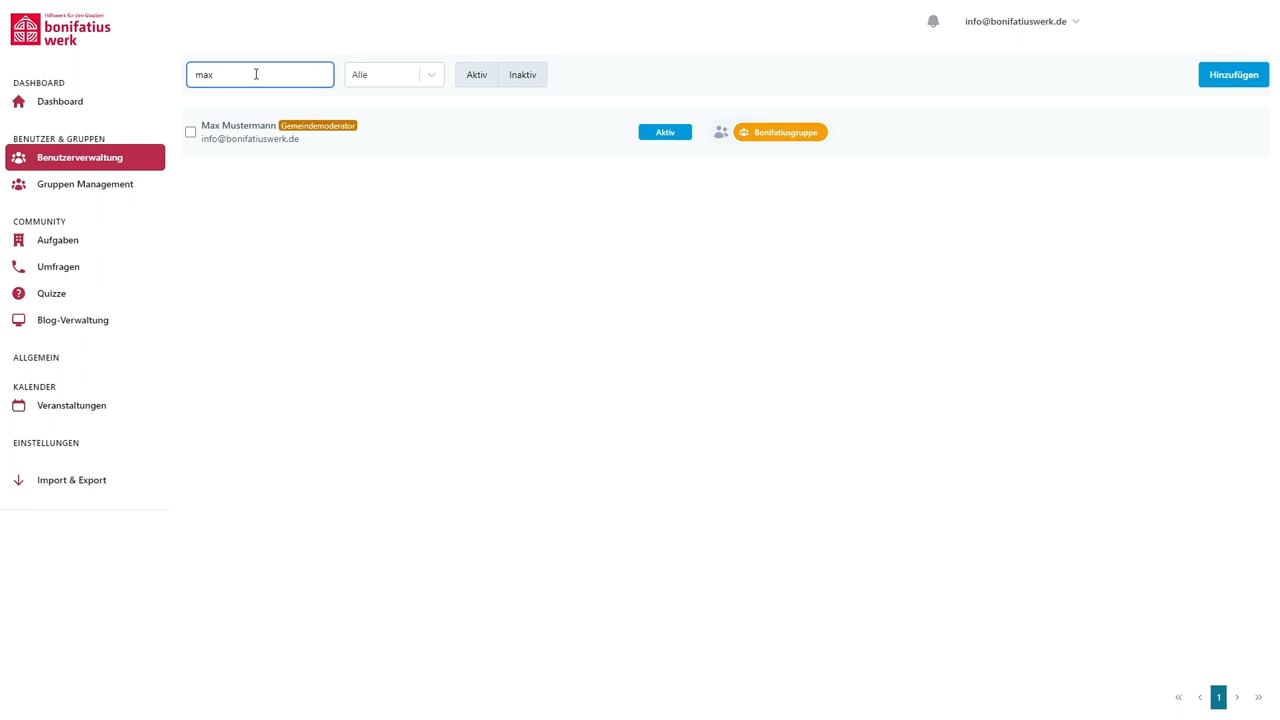 Hilfswerk für den Glauben
bonifatius
werk
info@bonifatiuswerk.de
max
Alle
Aktiv
Inaktiv
Hinzufügen
DASHBOARD
Dashboard
BENUTZER & GRUPPEN
Benutzerverwaltung
Gruppen Management
COMMUNITY
Aufgaben
Umfragen
Quizze
Blog-Verwaltung
ALLGEMEIN
KALENDER
Veranstaltungen
EINSTELLUNGEN
Import & Export
Max Mustermann Gemeindemoderator
info@bonifatiuswerk.de
Aktiv
Bonifatiusgruppe
« ‹ 1 › »